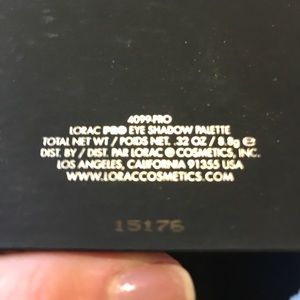 4099-PRO
LORAC PRO EYE SHADOW PALETTE
TOTAL NET WT / POIDS NET. .32 OZ / 8.8g ℮
DIST. BY / DIST. PAR LORAC ® COSMETICS, INC.
LOS ANGELES, CALIFORNIA 91355 USA
WWW.LORACCOSMETICS.COM
15176